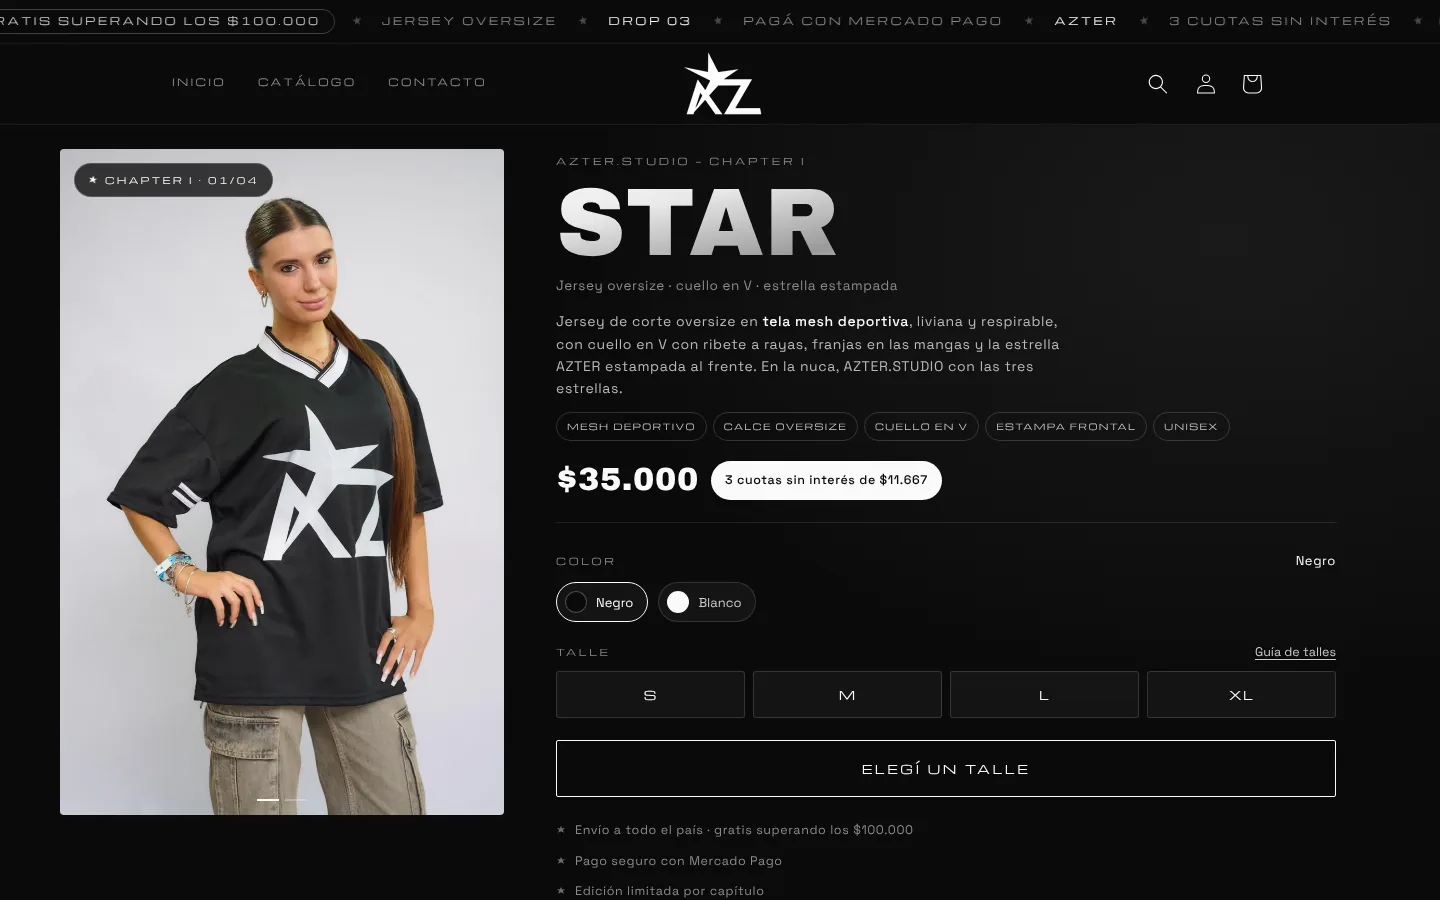 RATIS SUPERANDO LOS $100.000 ★ JERSEY OVERSIZE ★ DROP 03 ★ PAGÁ CON MERCADO PAGO ★ AZTER ★ 3 CUOTAS SIN INTERÉS ★
INICIO CATÁLOGO CONTACTO
AZ
★ CHAPTER I · 01/04
AZ
AZTER.STUDIO – CHAPTER I
STAR
Jersey oversize · cuello en V · estrella estampada
Jersey de corte oversize en tela mesh deportiva, liviana y respirable,
con cuello en V con ribete a rayas, franjas en las mangas y la estrella
AZTER estampada al frente. En la nuca, AZTER.STUDIO con las tres
estrellas.
MESH DEPORTIVO CALCE OVERSIZE CUELLO EN V ESTAMPA FRONTAL UNISEX
$35.000 3 cuotas sin interés de $11.667
COLOR Negro
Negro Blanco
TALLE Guía de talles
S M L XL
ELEGÍ UN TALLE
★ Envío a todo el país · gratis superando los $100.000
★ Pago seguro con Mercado Pago
★ Edición limitada por capítulo